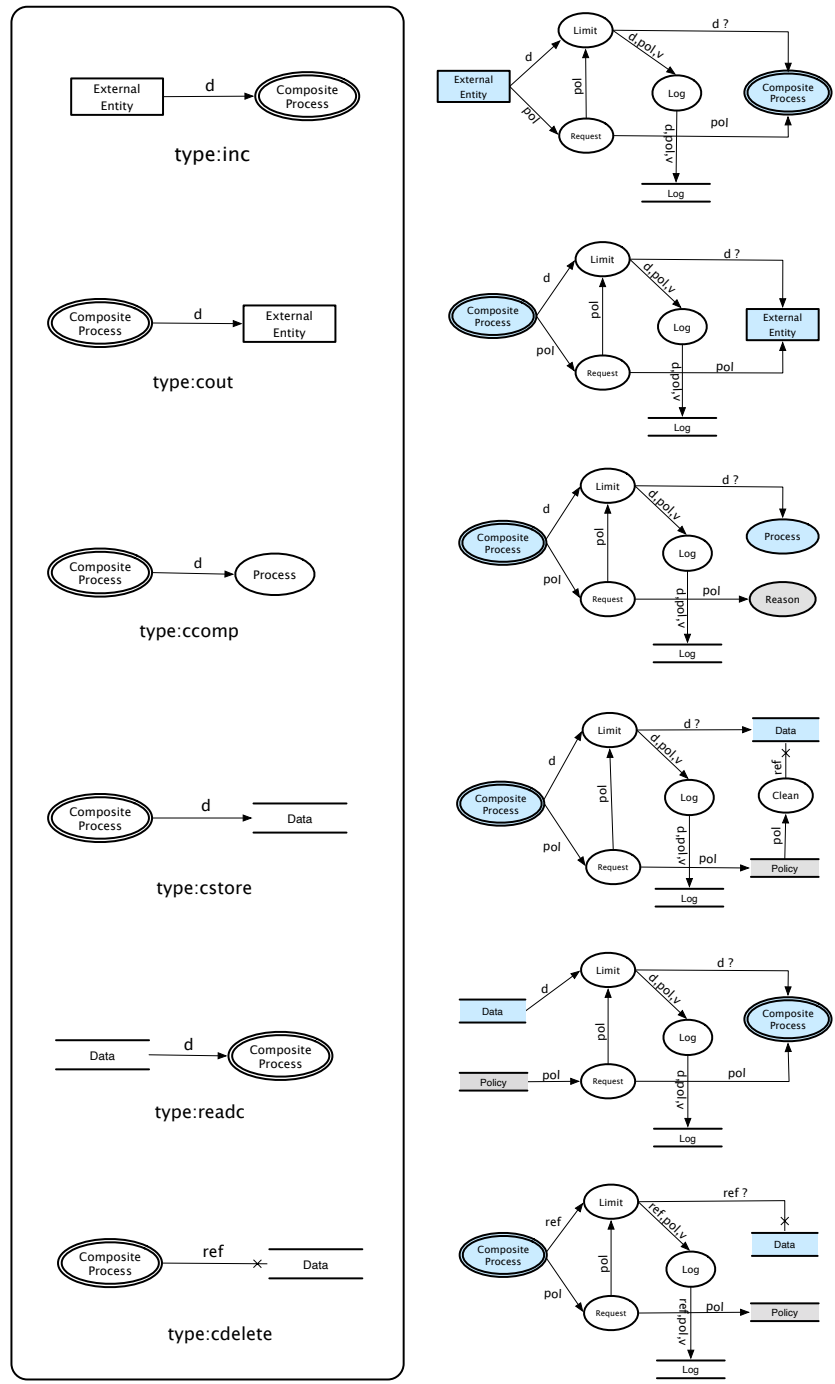 External
Entity
d
Composite
Process
type:inc
External
Entity
d
pol
Limit
pol
Request
d,pol,v
Log
d,pol,v
Log
d ?
pol
Composite
Process
Composite
Process
d
External
Entity
type:cout
Composite
Process
d
pol
Limit
pol
Request
d,pol,v
Log
d,pol,v
Log
d ?
pol
External
Entity
Composite
Process
d
Process
type:ccomp
Composite
Process
d
pol
Limit
pol
Request
d,pol,v
Log
d,pol,v
Log
d ?
pol
Process
Reason
Composite
Process
d
Data
type:cstore
Composite
Process
d
pol
Limit
pol
Request
d,pol,v
Log
d,pol,v
Log
d ?
pol
Data
ref
Clean
pol
Policy
Data
d
Composite
Process
type:readc
Data
d
Policy
pol
Limit
pol
Request
d,pol,v
Log
d,pol,v
Log
d ?
pol
Composite
Process
Composite
Process
ref
Data
type:cdelete
Composite
Process
ref
pol
Limit
pol
Request
ref,pol,v
Log
ref,pol,v
Log
ref ?
pol
Data
Policy